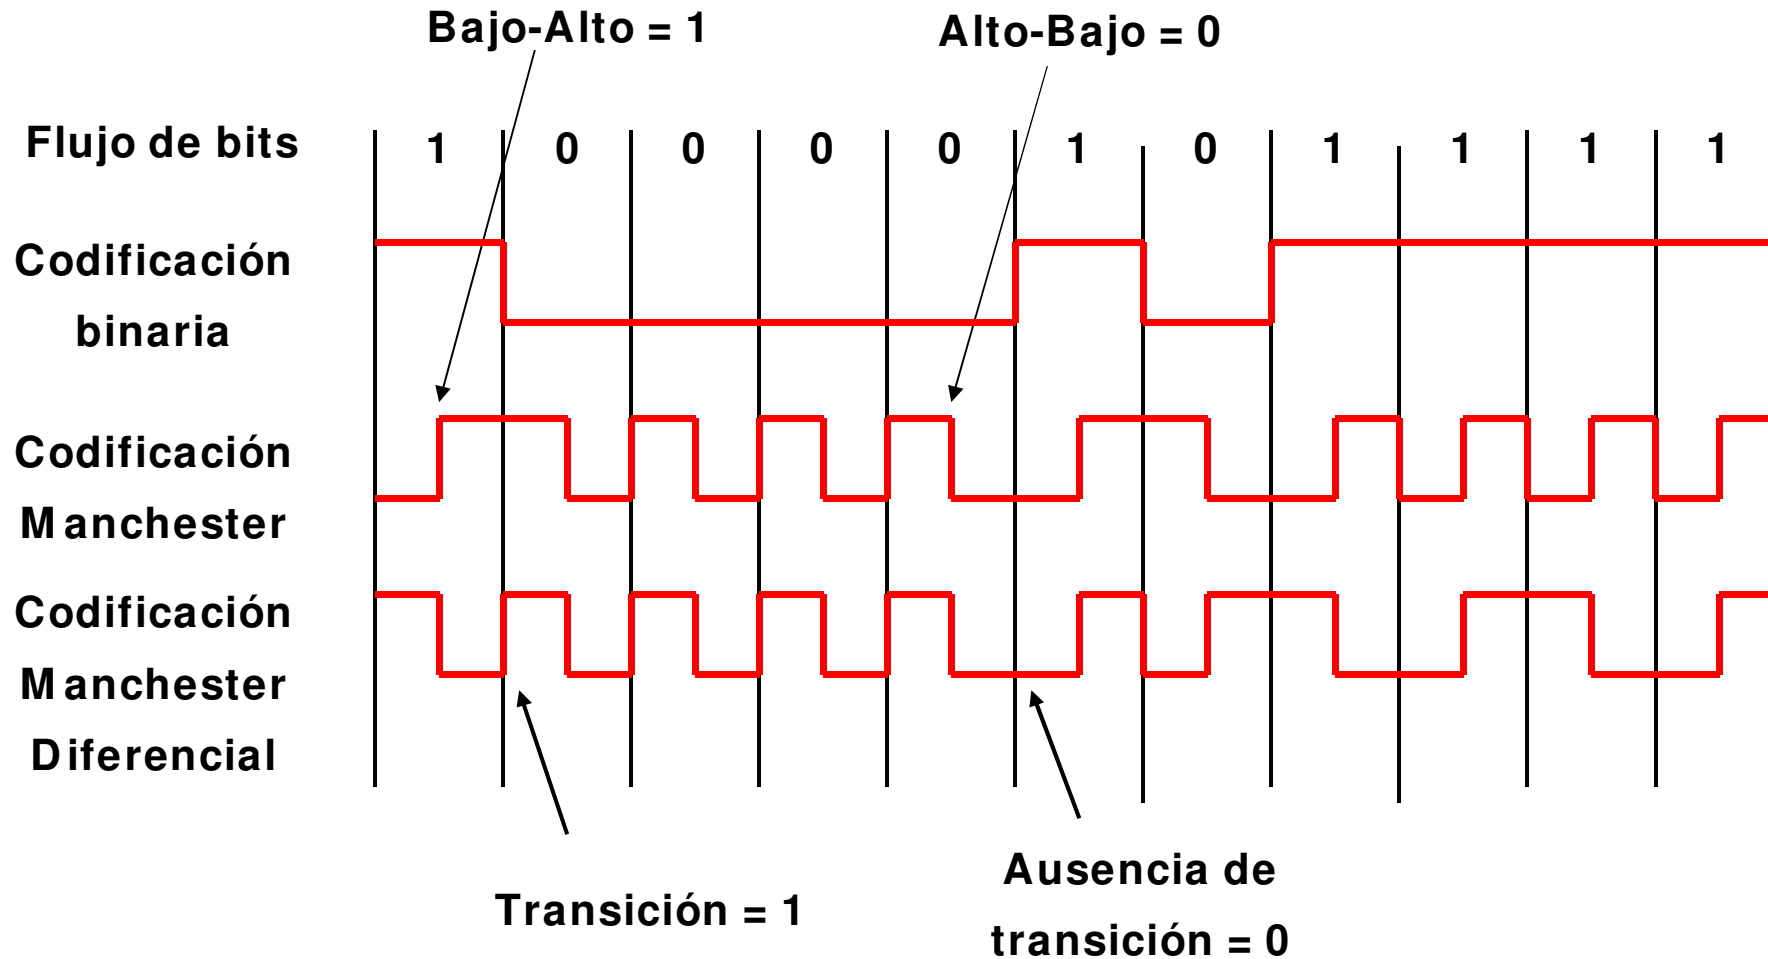 Bajo-Alto = 1
Alto-Bajo = 0
Flujo de bits 1 0 0 0 0 1 0 1 1 1 1
Codificación
binaria
Codificación
Manchester
Codificación
Manchester
Diferencial
Transición = 1
Ausencia de
transición = 0